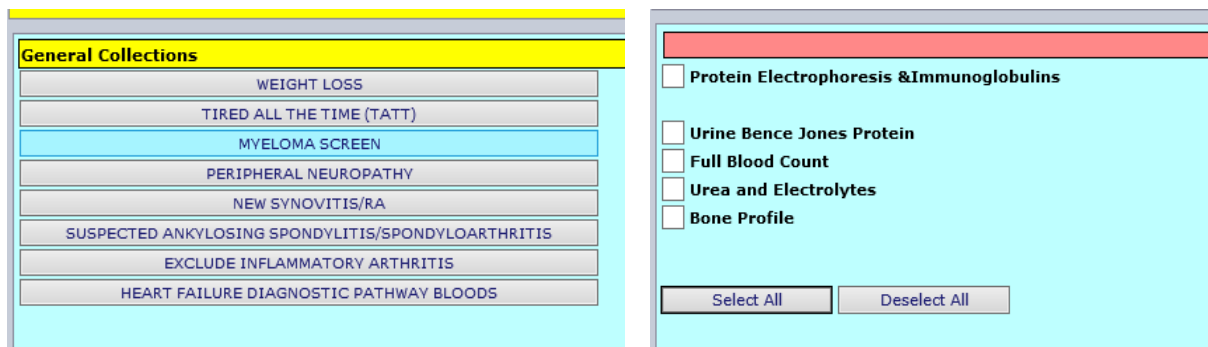 General Collections
WEIGHT LOSS
TIRED ALL THE TIME (TATT)
MYELOMA SCREEN
PERIPHERAL NEUROPATHY
NEW SYNOVITIS/RA
SUSPECTED ANKYLOSING SPONDYLITIS/SPONDYLOARTHRITIS
EXCLUDE INFLAMMATORY ARTHRITIS
HEART FAILURE DIAGNOSTIC PATHWAY BLOODS
Protein Electrophoresis &Immunoglobulins
Urine Bence Jones Protein
Full Blood Count
Urea and Electrolytes
Bone Profile
Select All Deselect All